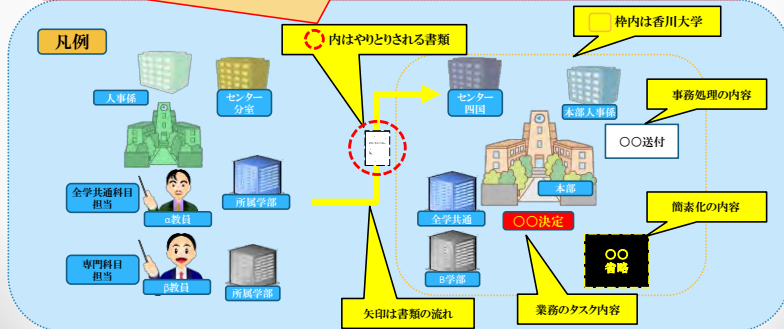 凡例
内はやりとりされる書類
枠内は香川大学
人事係
センター
分室
センター
四国
本部人事係
事務処理の内容
〇〇送付
全学共通科目
担当
α教員
所属学部
本部
全学共通
〇〇決定
簡素化の内容
〇〇
省略
専門科目
担当
β教員
所属学部
B学部
矢印は書類の流れ
業務のタスク内容